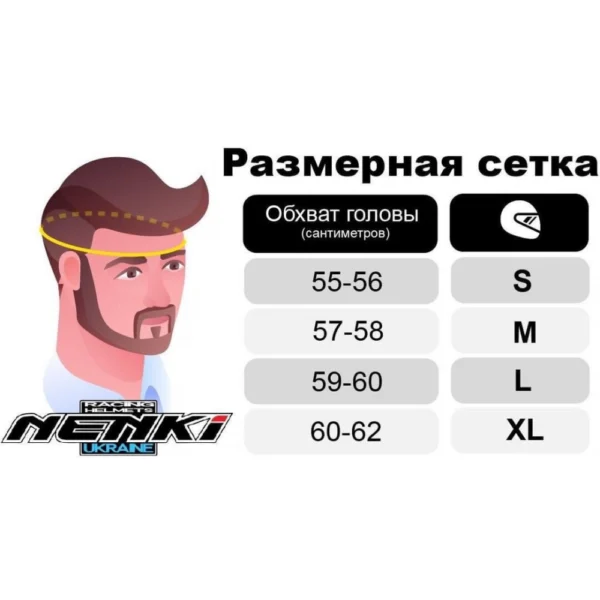 Размерная сетка
Обхват головы
(сантиметров)
55-56 S
57-58 M
59-60 L
60-62 XL
RACING
HELMETS
NENKI
UKRAINE